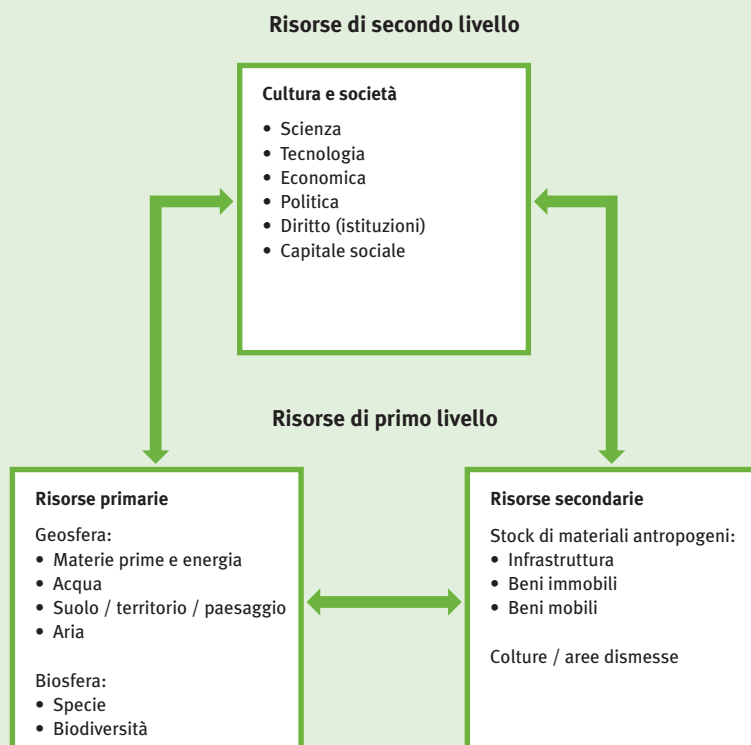 Risorse di secondo livello
Cultura e società
• Scienza
• Tecnologia
• Economica
• Politica
• Diritto (istituzioni)
• Capitale sociale
Risorse di primo livello
Risorse primarie
Geosfera:
• Materie prime e energia
• Acqua
• Suolo / territorio / paesaggio
• Aria
Biosfera:
• Specie
• Biodiversità
Risorse secondarie
Stock di materiali antropogeni:
• Infrastruttura
• Beni immobili
• Beni mobili
Colture / aree dismesse